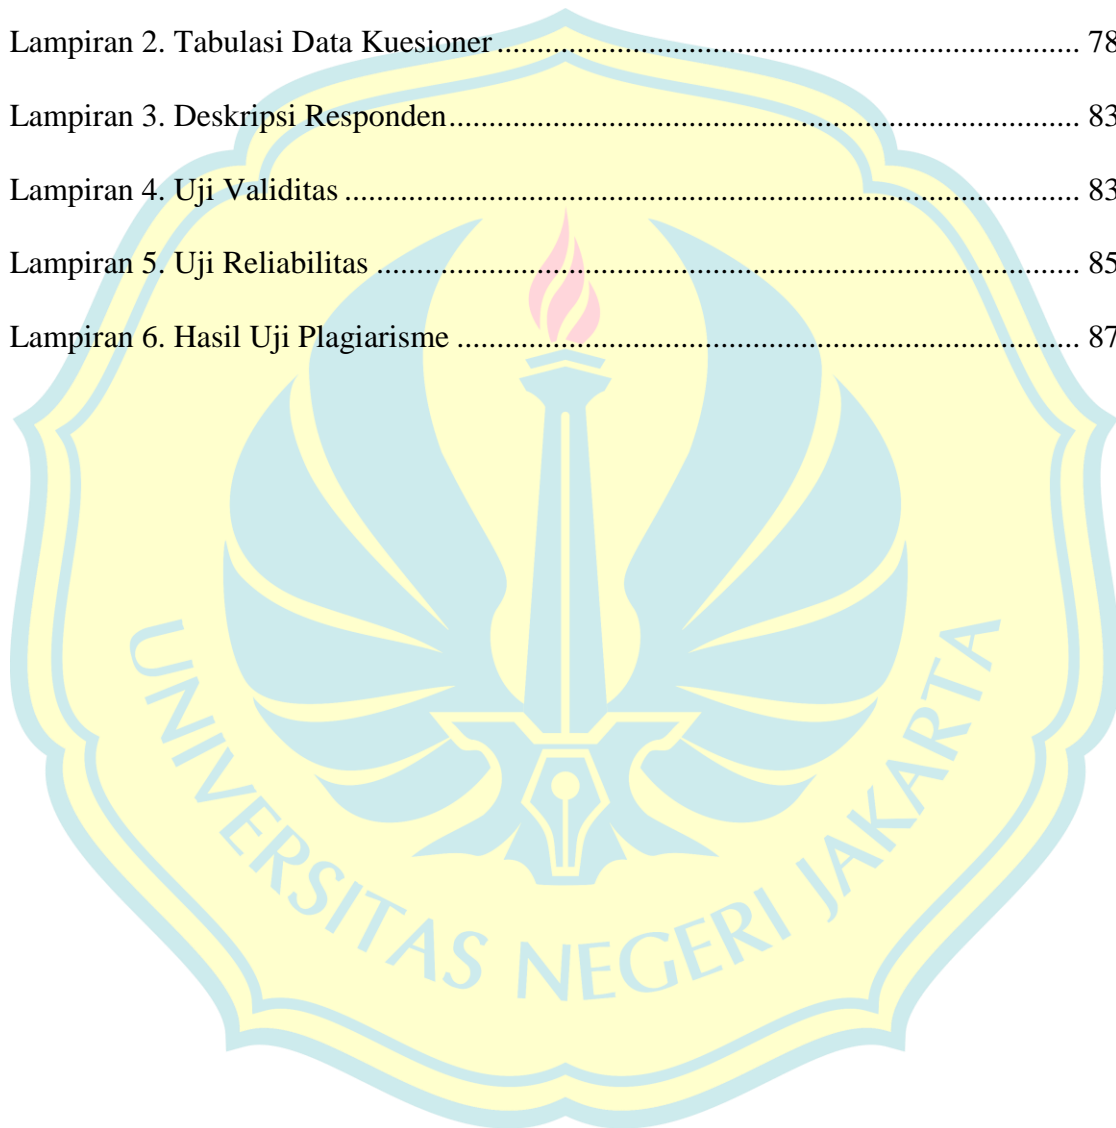 Lampiran 2. Tabulasi Data Kuesioner ........................................................................ 78
Lampiran 3. Deskripsi Responden.............................................................................. 83
Lampiran 4. Uji Validitas ........................................................................................... 83
Lampiran 5. Uji Reliabilitas ....................................................................................... 85
Lampiran 6. Hasil Uji Plagiarisme ............................................................................. 87
UNIVERSITAS NEGERI JAKARTA